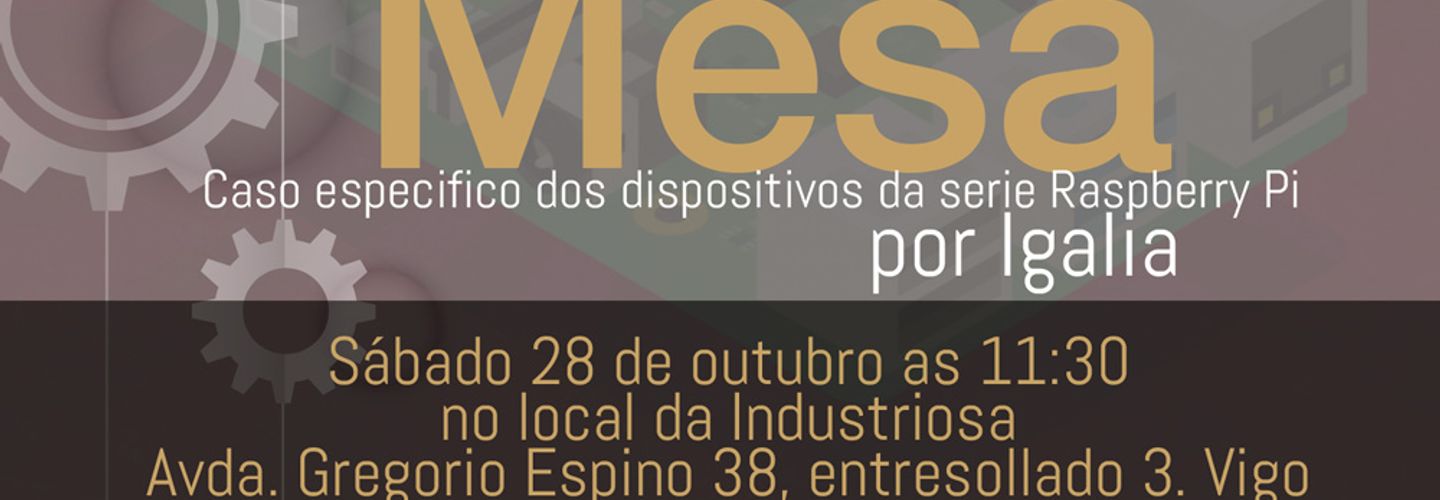 Mesa
Caso especifico dos dispositivos da serie Raspberry Pi
por Igalia
Sábado 28 de outubro as 11:30
no local da Industriosa
Avda. Gregorio Espino 38, entresollado 3. Vigo